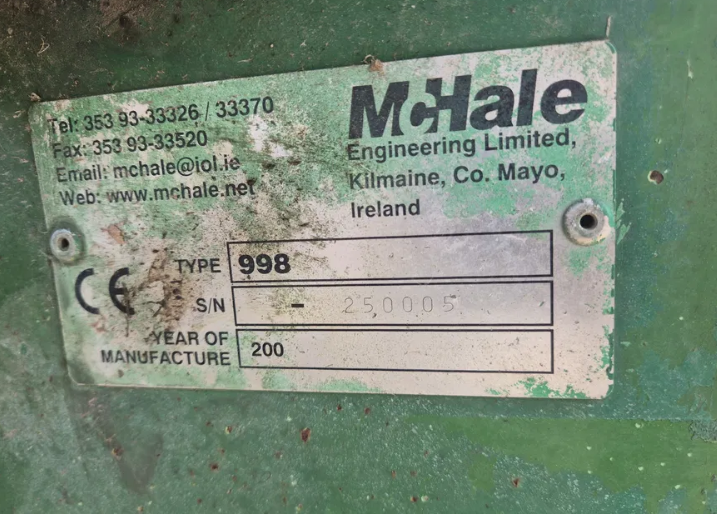 Tel: 353 93-33326 / 33370
Fax: 353 93-33520
Email: mchale@iol.ie
Web: www.mchale.net
McHale
Engineering Limited,
Kilmaine, Co. Mayo,
Ireland
CE
TYPE 998
S/N - 250005
YEAR OF
MANUFACTURE 200